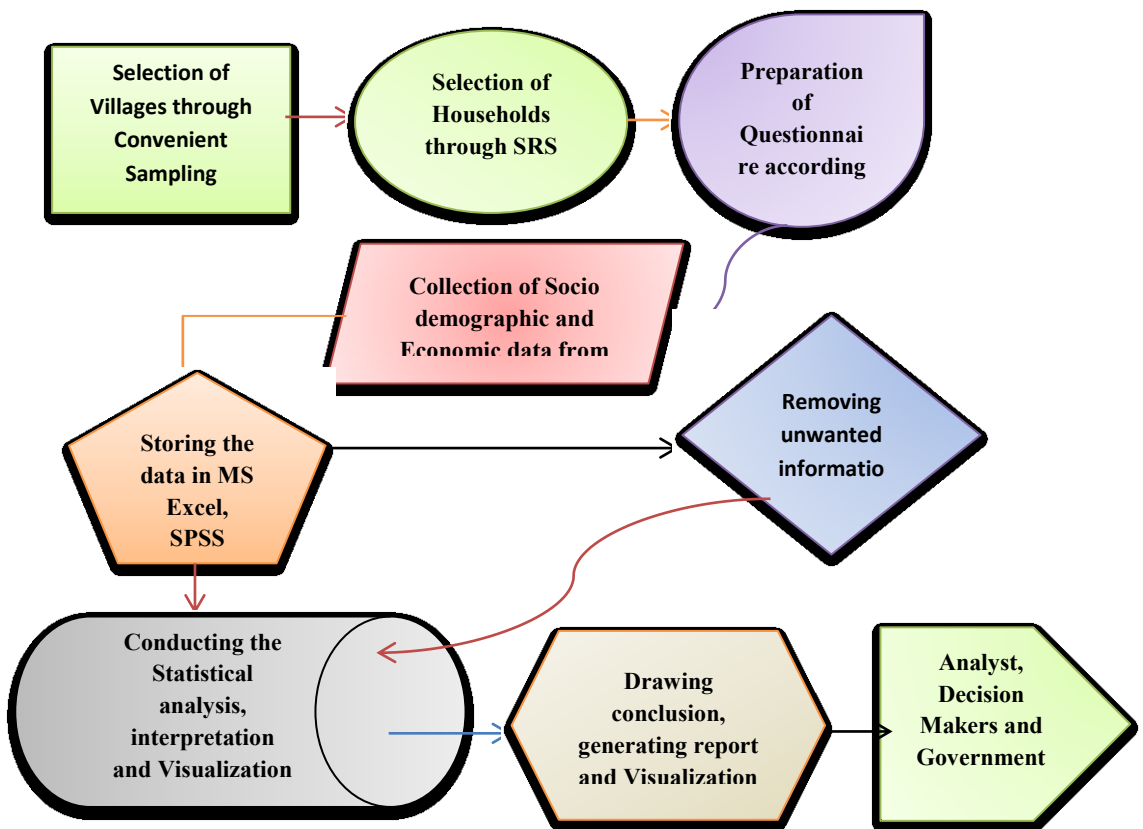 Selection of
Villages through
Convenient
Sampling
Selection of
Households
through SRS
Preparation
of
Questionnai
re according
Collection of Socio
demographic and
Economic data from
Storing the
data in MS
Excel,
SPSS
Removing
unwanted
informatio
Conducting the
Statistical
analysis,
interpretation
and Visualization
Drawing
conclusion,
generating report
and Visualization
Analyst,
Decision
Makers and
Government